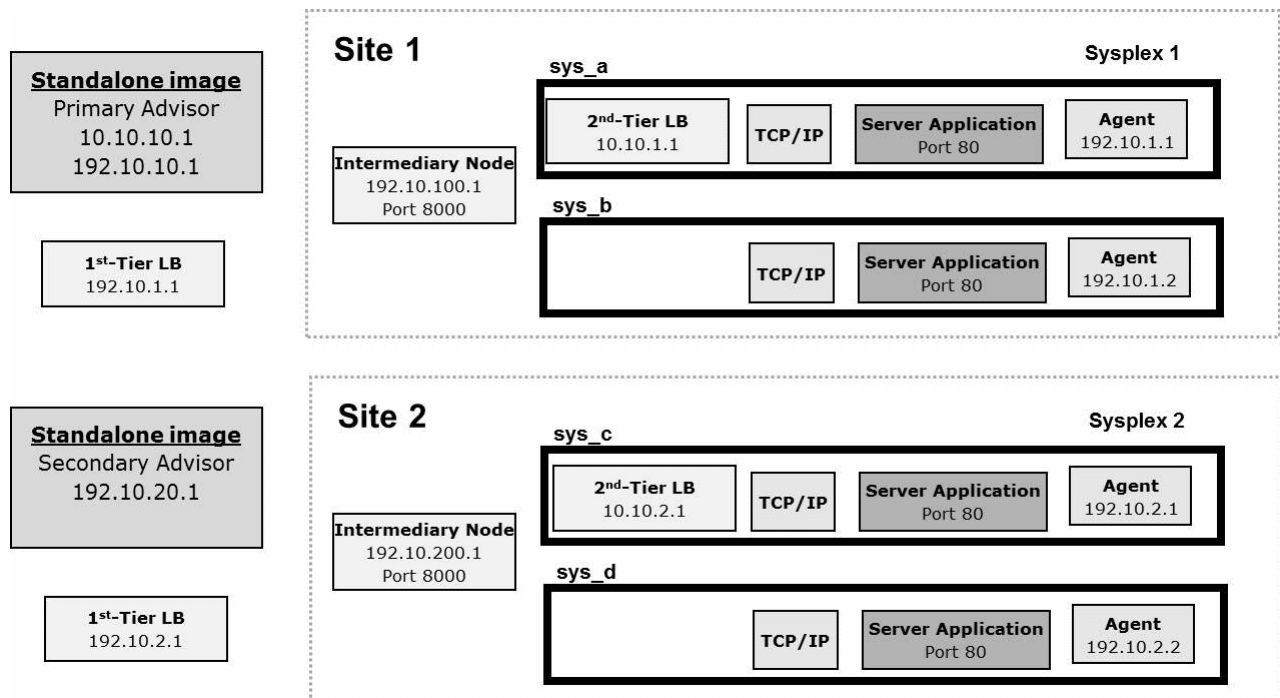 Standalone image
Primary Advisor
10.10.10.1
192.10.10.1
1st-Tier LB
192.10.1.1
Site 1
Sysplex 1
Intermediary Node
192.10.100.1
Port 8000
sys_a
2nd-Tier LB
10.10.1.1
TCP/IP
Server Application
Port 80
Agent
192.10.1.1
sys_b
TCP/IP
Server Application
Port 80
Agent
192.10.1.2
Standalone image
Secondary Advisor
192.10.20.1
1st-Tier LB
192.10.2.1
Site 2
Sysplex 2
Intermediary Node
192.10.200.1
Port 8000
sys_c
2nd-Tier LB
10.10.2.1
TCP/IP
Server Application
Port 80
Agent
192.10.2.1
sys_d
TCP/IP
Server Application
Port 80
Agent
192.10.2.2